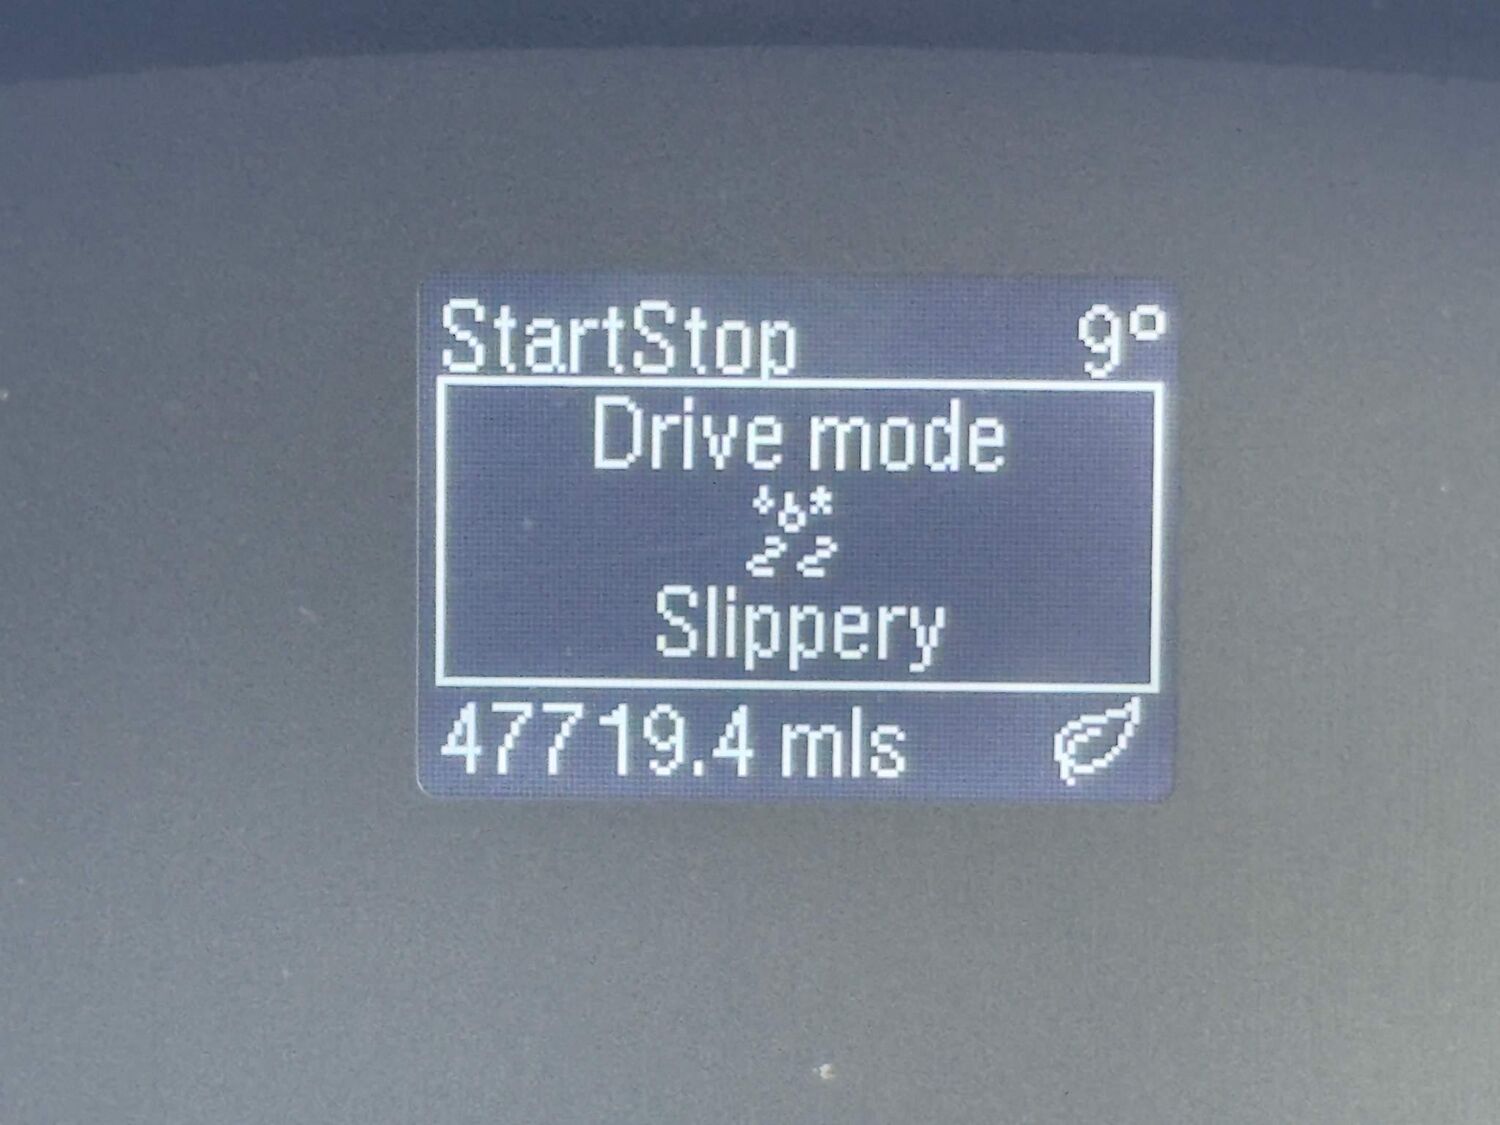 StartStop 9°
Drive mode
Slippery
47719.4 mls